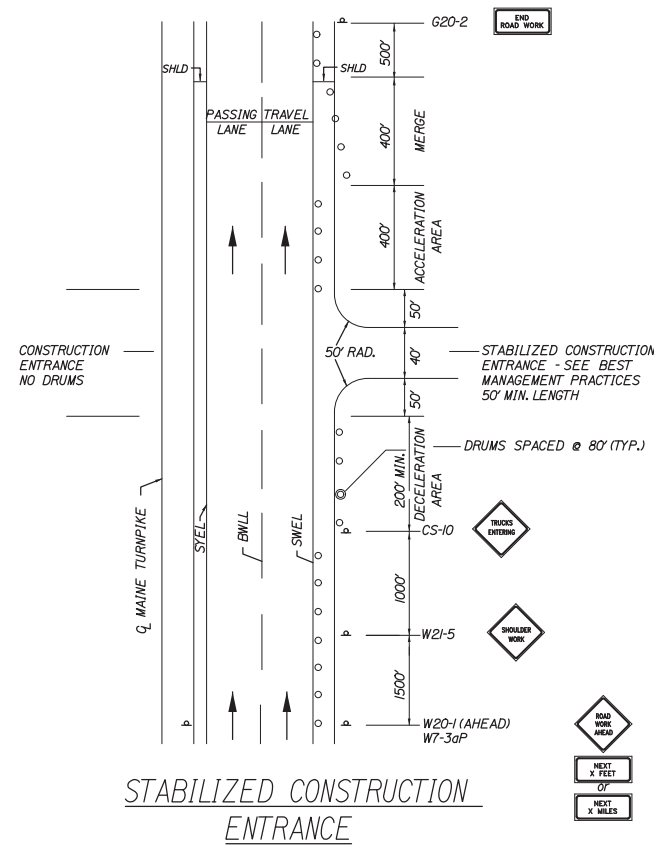 G20-2
END
ROAD WORK
500'
SHLD
SHLD
PASSING TRAVEL
LANE LANE
400'
MERGE
400'
ACCELERATION
AREA
50'
CONSTRUCTION
ENTRANCE
NO DRUMS
50' RAD.
40'
STABILIZED CONSTRUCTION
ENTRANCE - SEE BEST
MANAGEMENT PRACTICES
50' MIN. LENGTH
50'
DRUMS SPACED @ 80' (TYP.)
200' MIN.
DECELERATION
AREA
CS-10
TRUCKS
ENTERING
℄ MAINE TURNPIKE
SYEL
BWLL
SWEL
1000'
W21-5
SHOULDER
WORK
1500'
W20-1 (AHEAD)
W7-3aP
ROAD
WORK
AHEAD
NEXT
X FEET
or
NEXT
X MILES
STABILIZED CONSTRUCTION
ENTRANCE